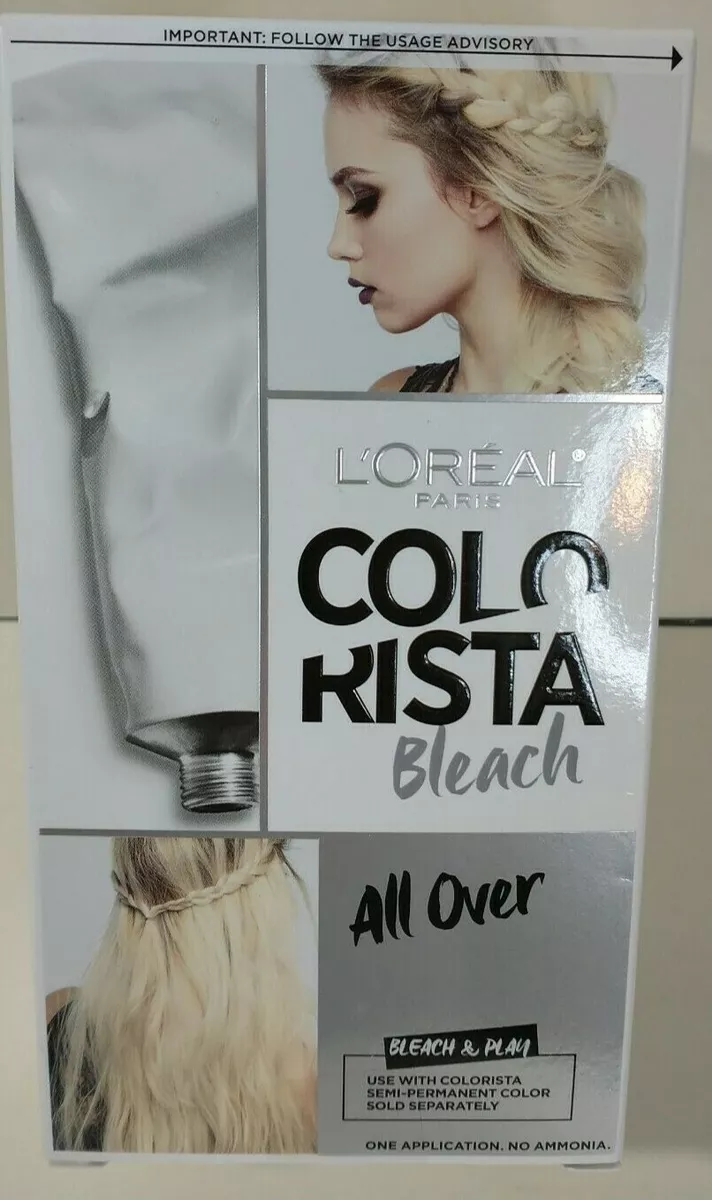 IMPORTANT: FOLLOW THE USAGE ADVISORY
L'ORÉAL®
PARIS
COLO
RISTA
Bleach
All Over
BLEACH & PLAY
USE WITH COLORISTA
SEMI-PERMANENT COLOR
SOLD SEPARATELY
ONE APPLICATION. NO AMMONIA.